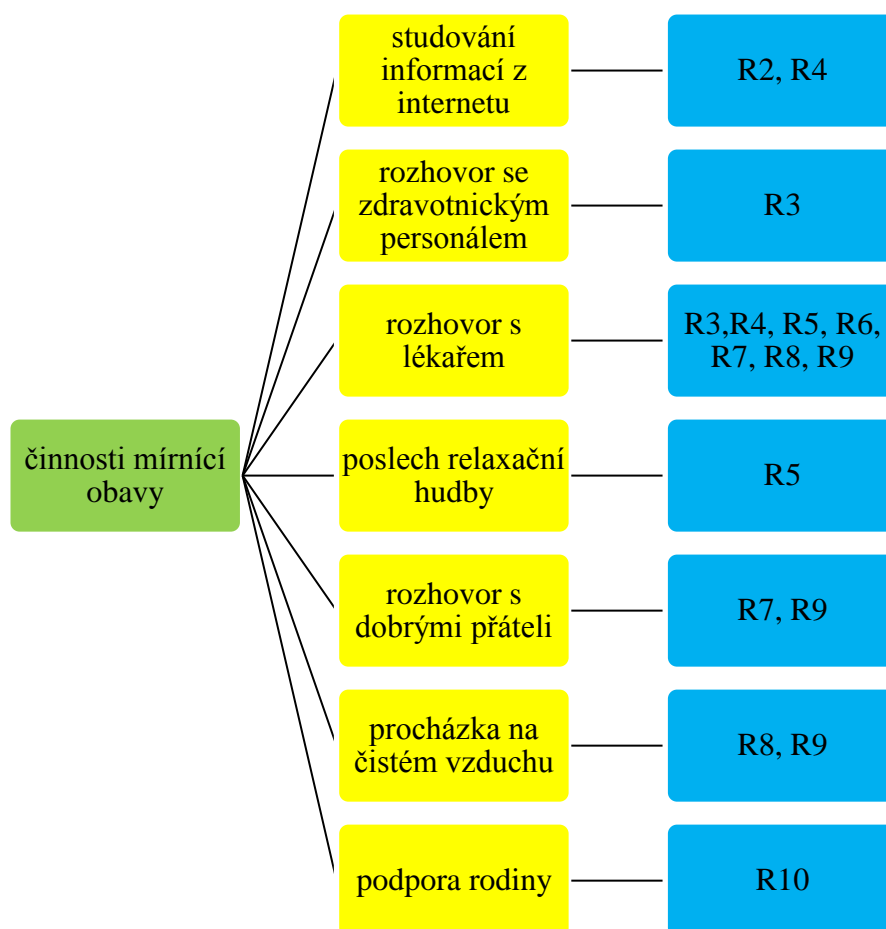 studování
informací z
internetu
R2, R4
rozhovor se
zdravotnickým
personálem
R3
rozhovor s
lékařem
R3,R4, R5, R6,
R7, R8, R9
činnosti mírnící
obavy
poslech relaxační
hudby
R5
rozhovor s
dobrými přáteli
R7, R9
procházka na
čistém vzduchu
R8, R9
podpora rodiny
R10